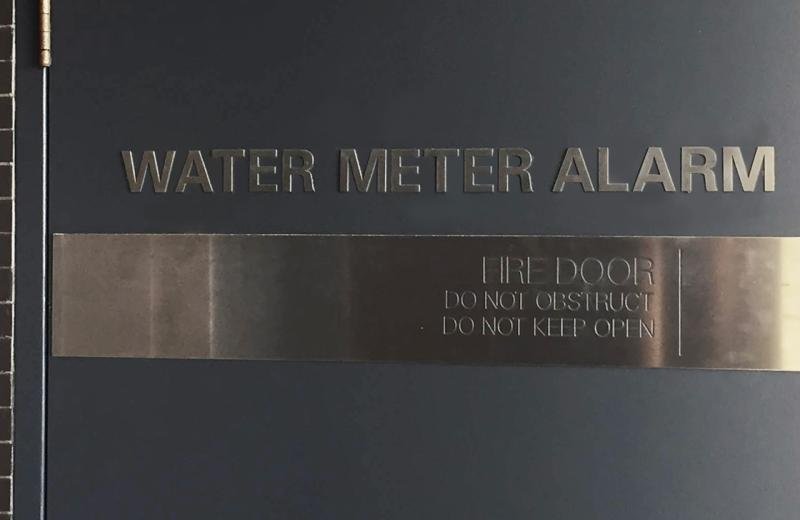 WATER METER ALARM
FIRE DOOR
DO NOT OBSTRUCT
DO NOT KEEP OPEN